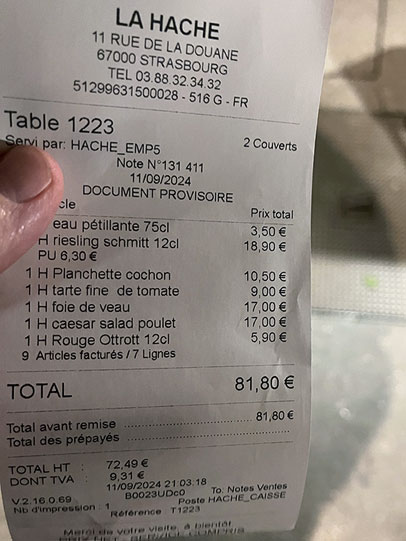 LA HACHE
11 RUE DE LA DOUANE
67000 STRASBOURG
TEL 03.88.32.34.32
51299631500028 - 516 G - FR
Table 1223
2 Couverts
Servi par: HACHE_EMP5
Note N°131 411
11/09/2024
DOCUMENT PROVISOIRE
cle Prix total
eau pétillante 75cl 3,50 €
H riesling schmitt 12cl 18,90 €
PU 6,30 €
1 H Planchette cochon 10,50 €
1 H tarte fine de tomate 9,00 €
1 H foie de veau 17,00 €
1 H caesar salad poulet 17,00 €
1 H Rouge Ottrott 12cl 5,90 €
9 Articles facturés / 7 Lignes
TOTAL 81,80 €
Total avant remise 81,80 €
Total des prépayés
TOTAL HT : 72,49 €
DONT TVA : 9,31 €
11/09/2024 21:03:18 To. Notes Ventes
V.2.16.0.69 B0023UDc0 Poste HACHE_CAISSE
Nb d'impression : 1 Référence : T1223
Merci de votre visite, à bientôt
PRIX NET - SERVICE COMPRIS